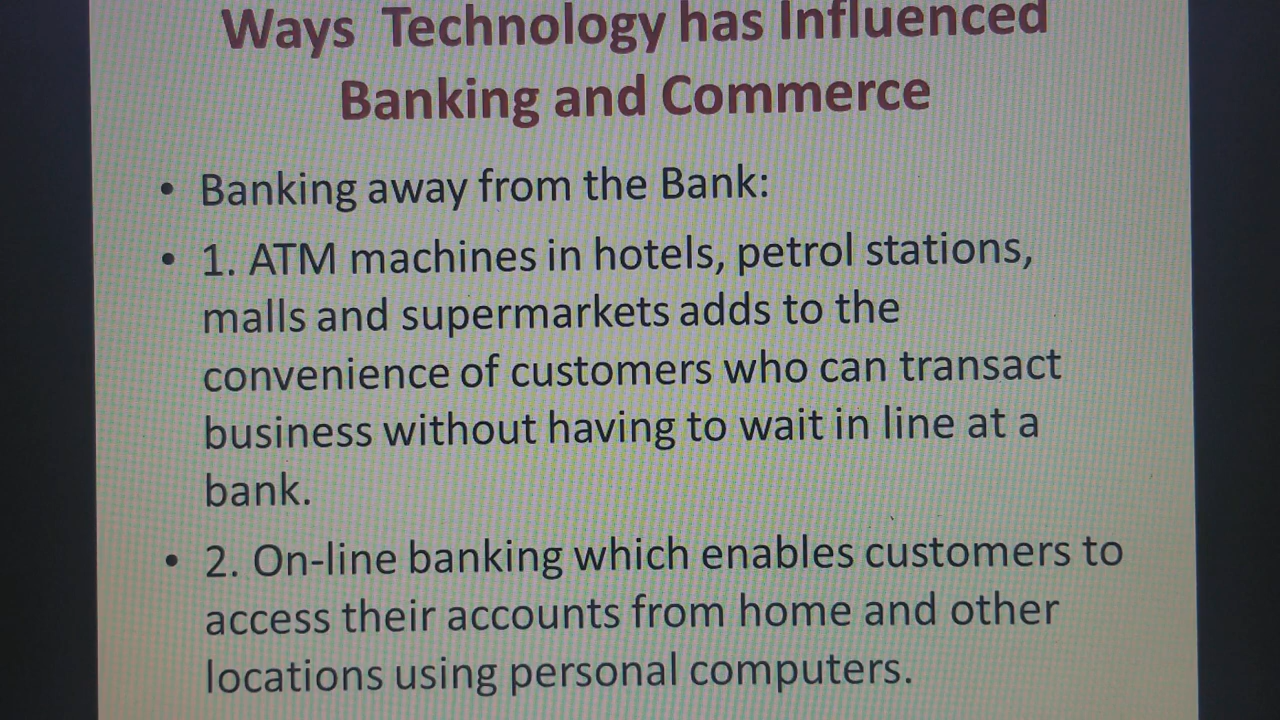 Ways Technology has Influenced
Banking and Commerce
• Banking away from the Bank:
• 1. ATM machines in hotels, petrol stations,
malls and supermarkets adds to the
convenience of customers who can transact
business without having to wait in line at a
bank.
• 2. On-line banking which enables customers to
access their accounts from home and other
locations using personal computers.